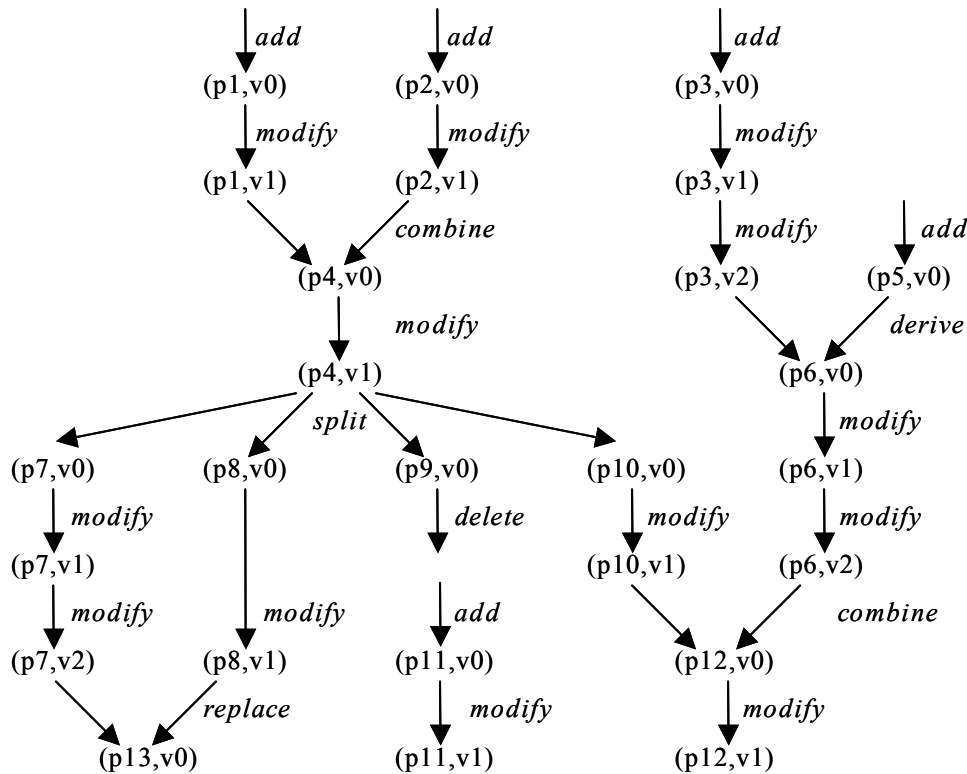 add add add
(p1,v0) (p2,v0) (p3,v0)
modify modify modify
(p1,v1) (p2,v1) (p3,v1)
combine modify add
(p4,v0) (p3,v2) (p5,v0)
modify derive
(p4,v1) (p6,v0)
split modify
(p7,v0) (p8,v0) (p9,v0) (p10,v0) (p6,v1)
modify delete modify modify
(p7,v1) (p10,v1) (p6,v2)
modify modify add combine
(p7,v2) (p8,v1) (p11,v0) (p12,v0)
replace modify modify
(p13,v0) (p11,v1) (p12,v1)